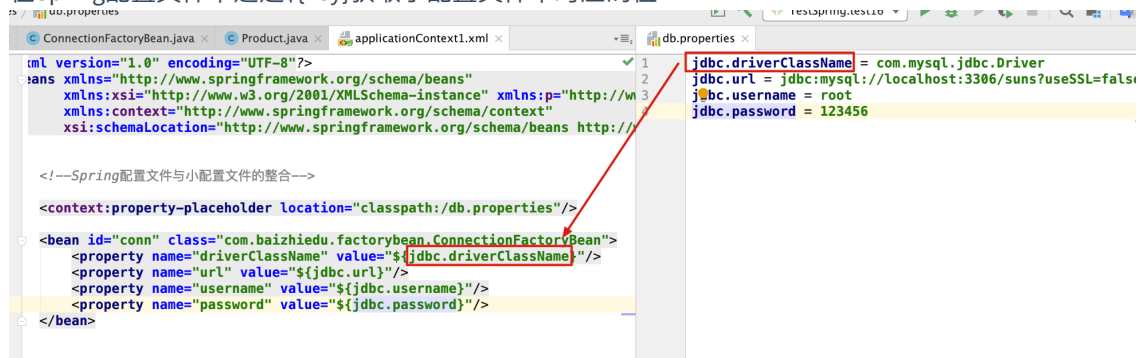 db.properties
TestSpring.test16
ConnectionFactoryBean.java
Product.java
applicationContext1.xml
db.properties
xml version="1.0" encoding="UTF-8"?>
eans xmlns="http://www.springframework.org/schema/beans"
xmlns:xsi="http://www.w3.org/2001/XMLSchema-instance" xmlns:p="http://w
xmlns:context="http://www.springframework.org/schema/context"
xsi:schemaLocation="http://www.springframework.org/schema/beans http://
<!--Spring配置文件与小配置文件的整合-->
<context:property-placeholder location="classpath:/db.properties"/>
<bean id="conn" class="com.baizhiedu.factorybean.ConnectionFactoryBean">
<property name="driverClassName" value="${jdbc.driverClassName}"/>
<property name="url" value="${jdbc.url}"/>
<property name="username" value="${jdbc.username}"/>
<property name="password" value="${jdbc.password}"/>
</bean>
1 jdbc.driverClassName = com.mysql.jdbc.Driver
2 jdbc.url = jdbc:mysql://localhost:3306/suns?useSSL=false
3 jdbc.username = root
4 jdbc.password = 123456